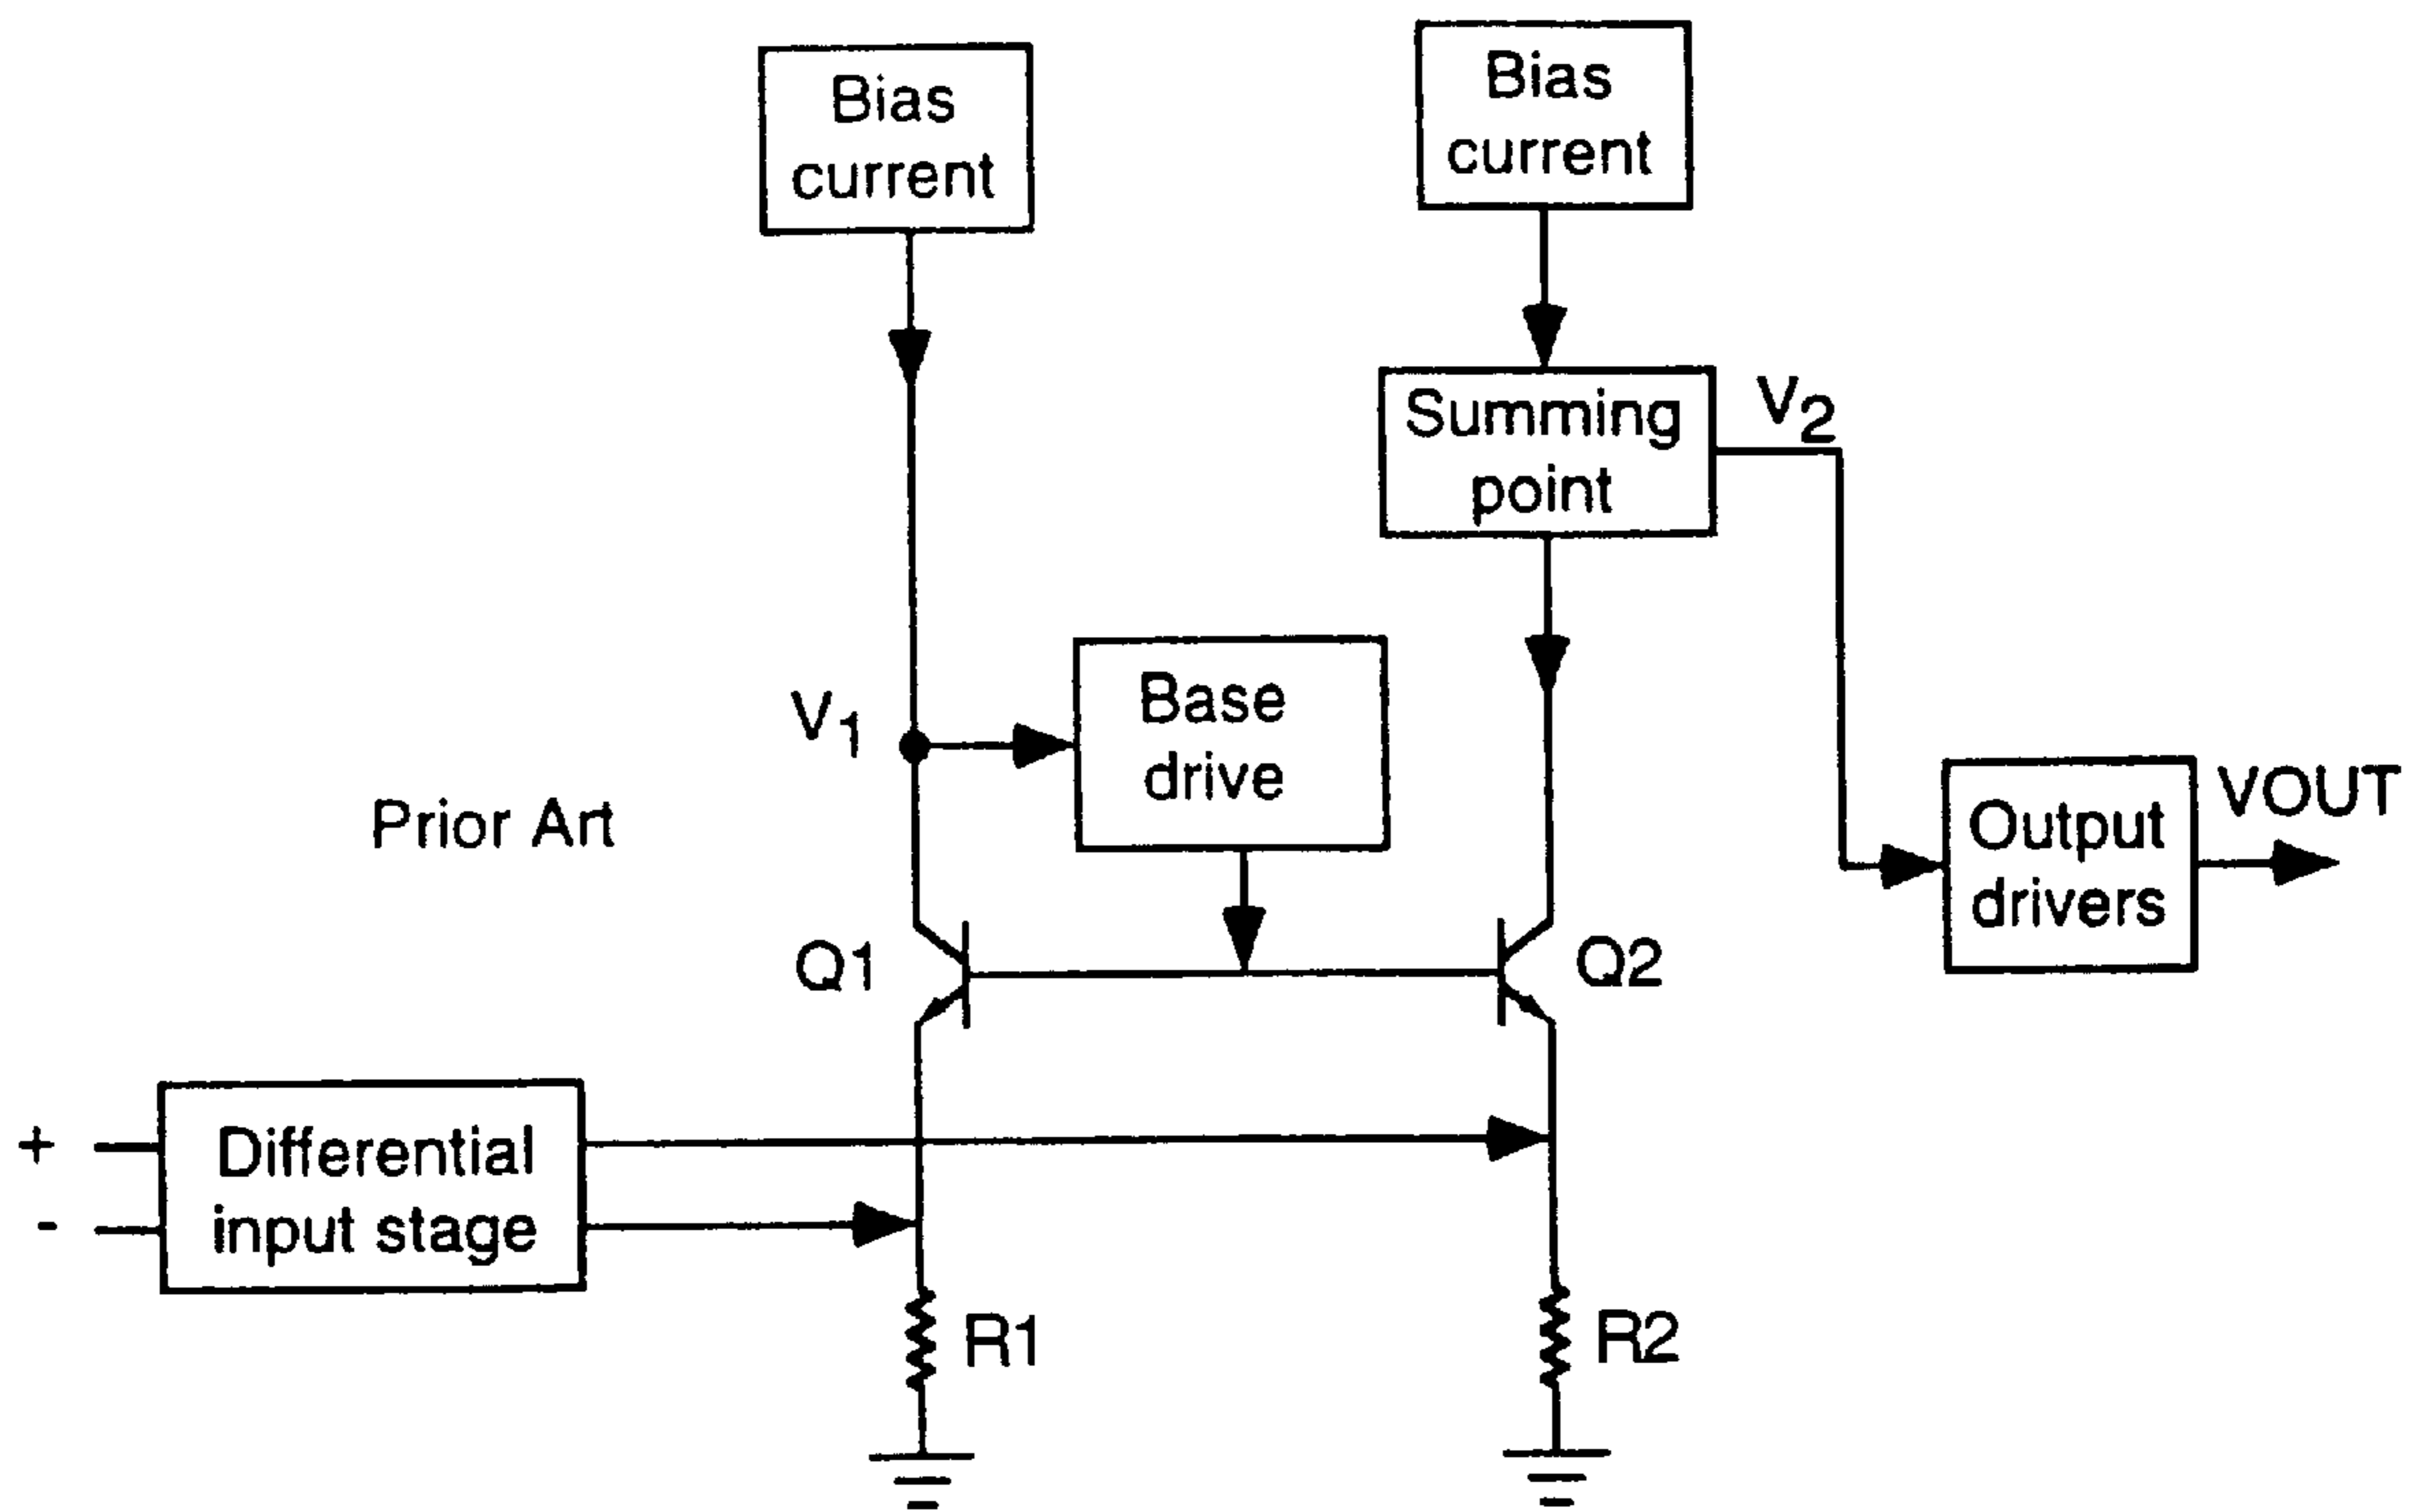 Bias
current
Bias
current
Summing
point
V2
V1
Base
drive
Prior Art
Output
drivers
VOUT
Q1
Q2
+
-
Differential
input stage
R1
R2